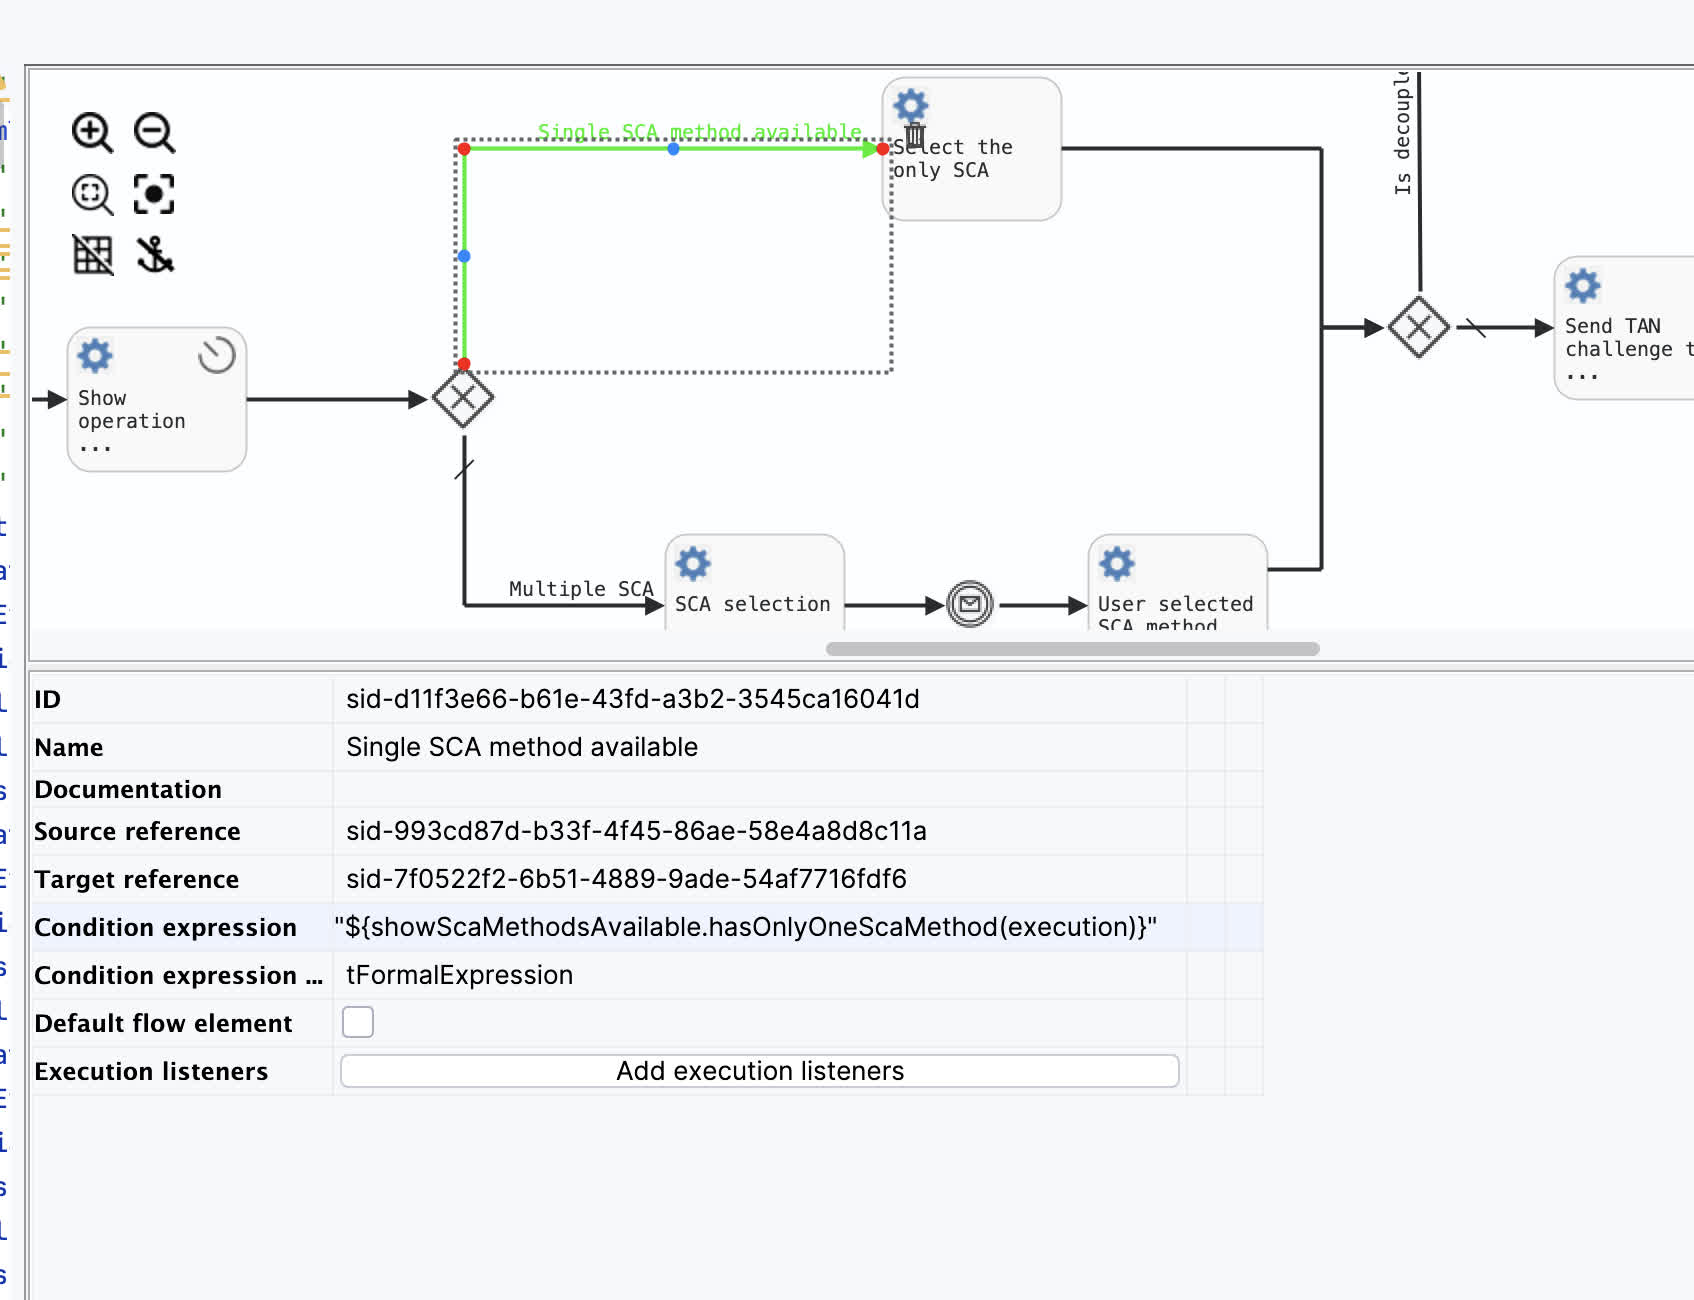 Single SCA method available
Select the
only SCA
Show
operation
...
Multiple SCA
SCA selection
User selected
SCA method
Send TAN
challenge t
...
ID
sid-d11f3e66-b61e-43fd-a3b2-3545ca16041d
Name
Single SCA method available
Documentation
Source reference
sid-993cd87d-b33f-4f45-86ae-58e4a8d8c11a
Target reference
sid-7f0522f2-6b51-4889-9ade-54af7716fdf6
Condition expression
"${showScaMethodsAvailable.hasOnlyOneScaMethod(execution)}"
Condition expression ...
tFormalExpression
Default flow element
Execution listeners
Add execution listeners
Is decouple